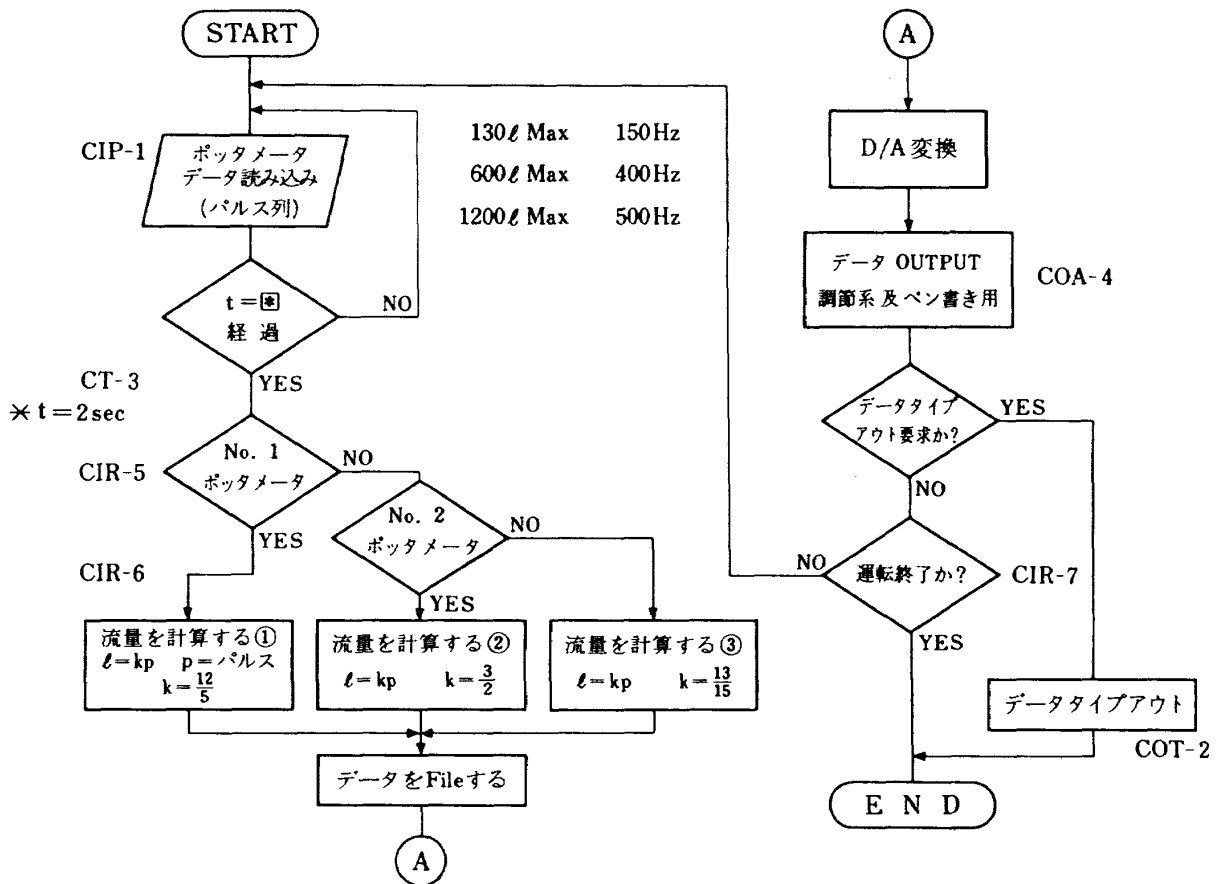 START
CIP-1
ポッタメータ
データ読み込み
(パルス列)
130ℓ Max 150Hz
600ℓ Max 400Hz
1200ℓ Max 500Hz
t=＊
経過
NO
YES
CT-3
＊ t=2sec
CIR-5
No. 1
ポッタメータ
NO
YES
No. 2
ポッタメータ
NO
YES
CIR-6
流量を計算する①
ℓ=kp p=パルス
k=12/5
流量を計算する②
ℓ=kp k=3/2
流量を計算する③
ℓ=kp k=13/15
データをFileする
A
A
D/A変換
データ OUTPUT
調節系及ペン書き用
COA-4
データタイプ
アウト要求か?
YES
NO
運転終了か?
NO
CIR-7
YES
データタイプアウト
COT-2
END